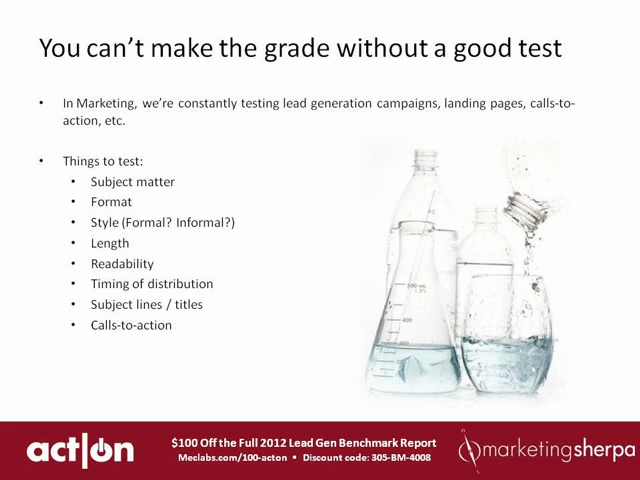 You can’t make the grade without a good test
• In Marketing, we’re constantly testing lead generation campaigns, landing pages, calls-to-
action, etc.
• Things to test:
• Subject matter
• Format
• Style (Formal? Informal?)
• Length
• Readability
• Timing of distribution
• Subject lines / titles
• Calls-to-action
400
act|on
$100 Off the Full 2012 Lead Gen Benchmark Report
Meclabs.com/100-acton ▪ Discount code: 305-BM-4008
marketingsherpa